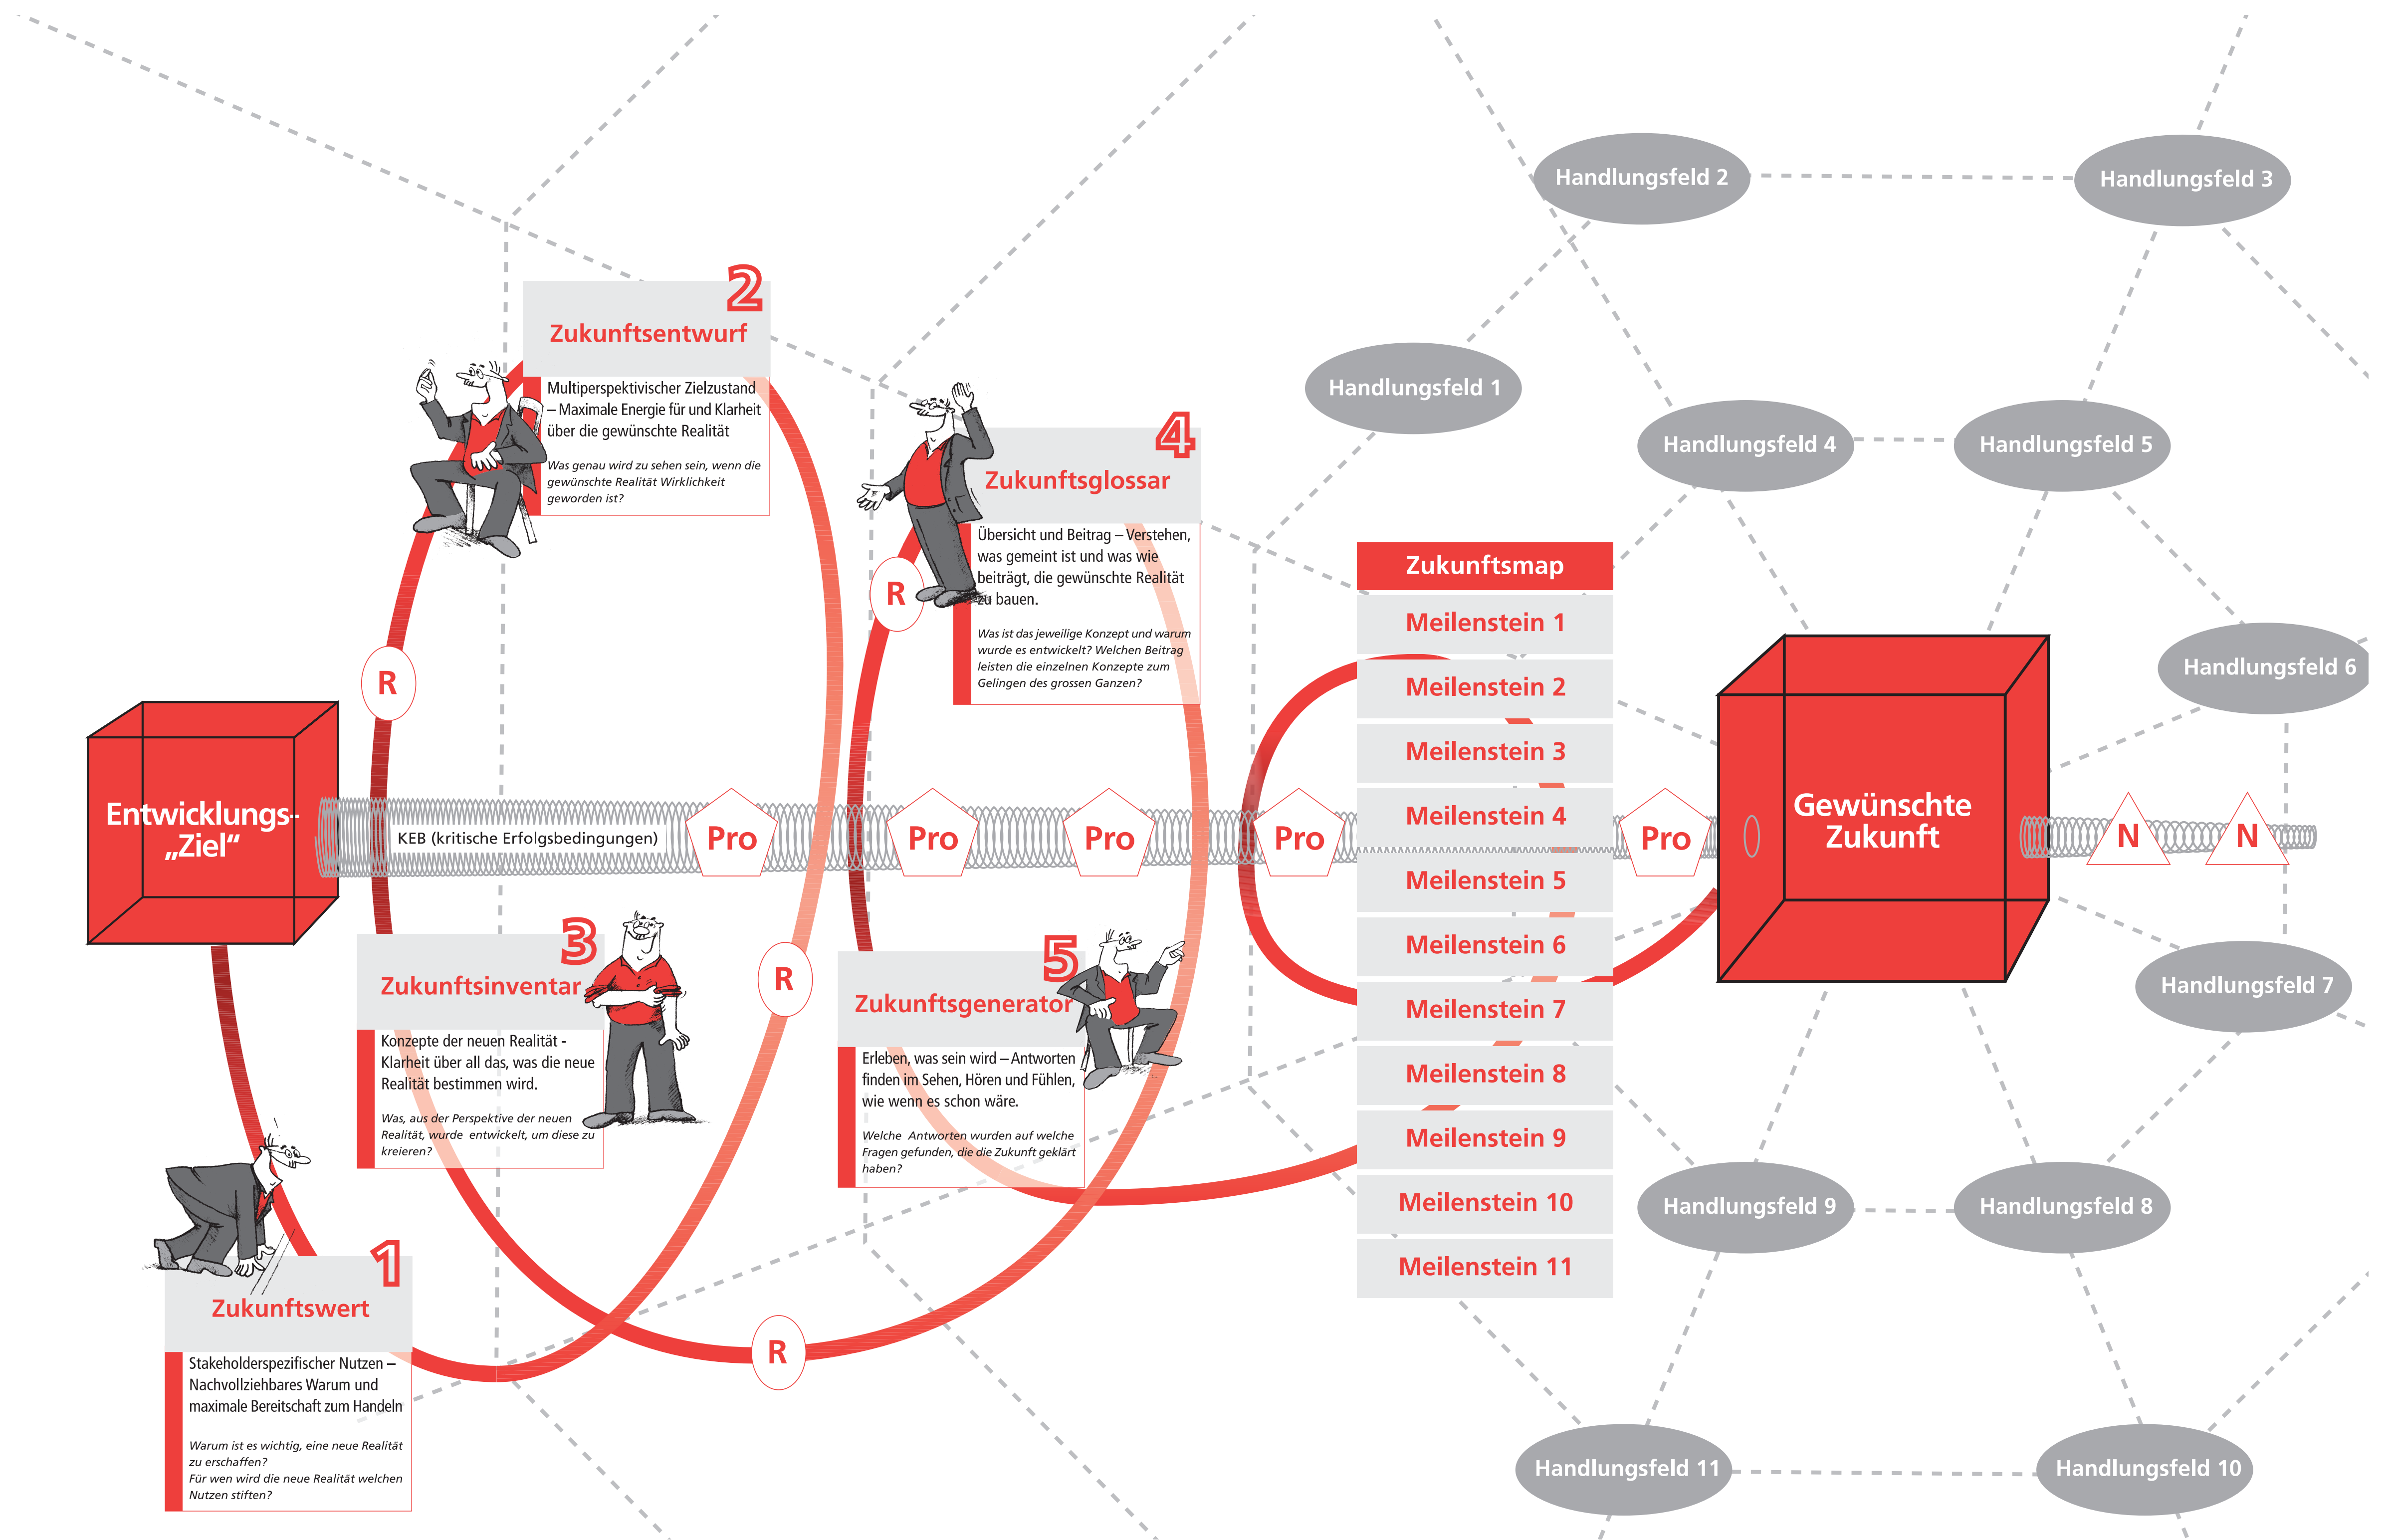 Handlungsfeld 2
Handlungsfeld 3
2
Zukunftsentwurf
Multiperspektivischer Zielzustand
– Maximale Energie für und Klarheit
über die gewünschte Realität
Was genau wird zu sehen sein, wenn die
gewünschte Realität Wirklichkeit
geworden ist?
Handlungsfeld 1
4
Zukunftsglossar
Übersicht und Beitrag – Verstehen,
was gemeint ist und was wie
beiträgt, die gewünschte Realität
zu bauen.
Was ist das jeweilige Konzept und warum
wurde es entwickelt? Welchen Beitrag
leisten die einzelnen Konzepte zum
Gelingen des grossen Ganzen?
Handlungsfeld 4
Handlungsfeld 5
Handlungsfeld 6
R
R
Zukunftsmap
Meilenstein 1
Meilenstein 2
Meilenstein 3
Meilenstein 4
Meilenstein 5
Meilenstein 6
Meilenstein 7
Meilenstein 8
Meilenstein 9
Meilenstein 10
Meilenstein 11
Entwicklungs-
„Ziel“
KEB (kritische Erfolgsbedingungen)
Pro
Pro
Pro
Pro
Pro
Gewünschte
Zukunft
N
N
3
Zukunftsinventar
Konzepte der neuen Realität -
Klarheit über all das, was die neue
Realität bestimmen wird.
Was, aus der Perspektive der neuen
Realität, wurde entwickelt, um diese zu
kreieren?
R
5
Zukunftsgenerator
Erleben, was sein wird – Antworten
finden im Sehen, Hören und Fühlen,
wie wenn es schon wäre.
Welche Antworten wurden auf welche
Fragen gefunden, die die Zukunft geklärt
haben?
Handlungsfeld 7
Handlungsfeld 9
Handlungsfeld 8
1
Zukunftswert
Stakeholderspezifischer Nutzen –
Nachvollziehbares Warum und
maximale Bereitschaft zum Handeln
Warum ist es wichtig, eine neue Realität
zu erschaffen?
Für wen wird die neue Realität welchen
Nutzen stiften?
R
Handlungsfeld 11
Handlungsfeld 10